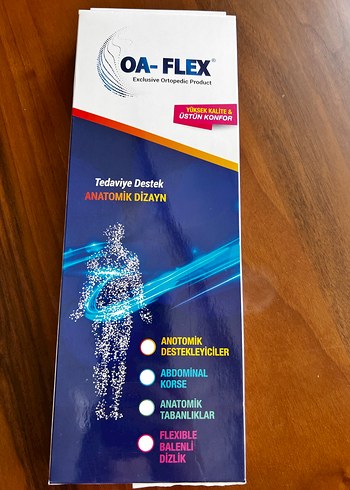 OA- FLEX®
Exclusive Ortopedic Product
YÜKSEK KALİTE &
ÜSTÜN KONFOR
Tedaviye Destek
ANATOMİK DİZAYN
ANOTOMİK
DESTEKLEYİCİLER
ABDOMİNAL
KORSE
ANATOMİK
TABANLIKLAR
FLEXIBLE
BALENLİ
DİZLİK